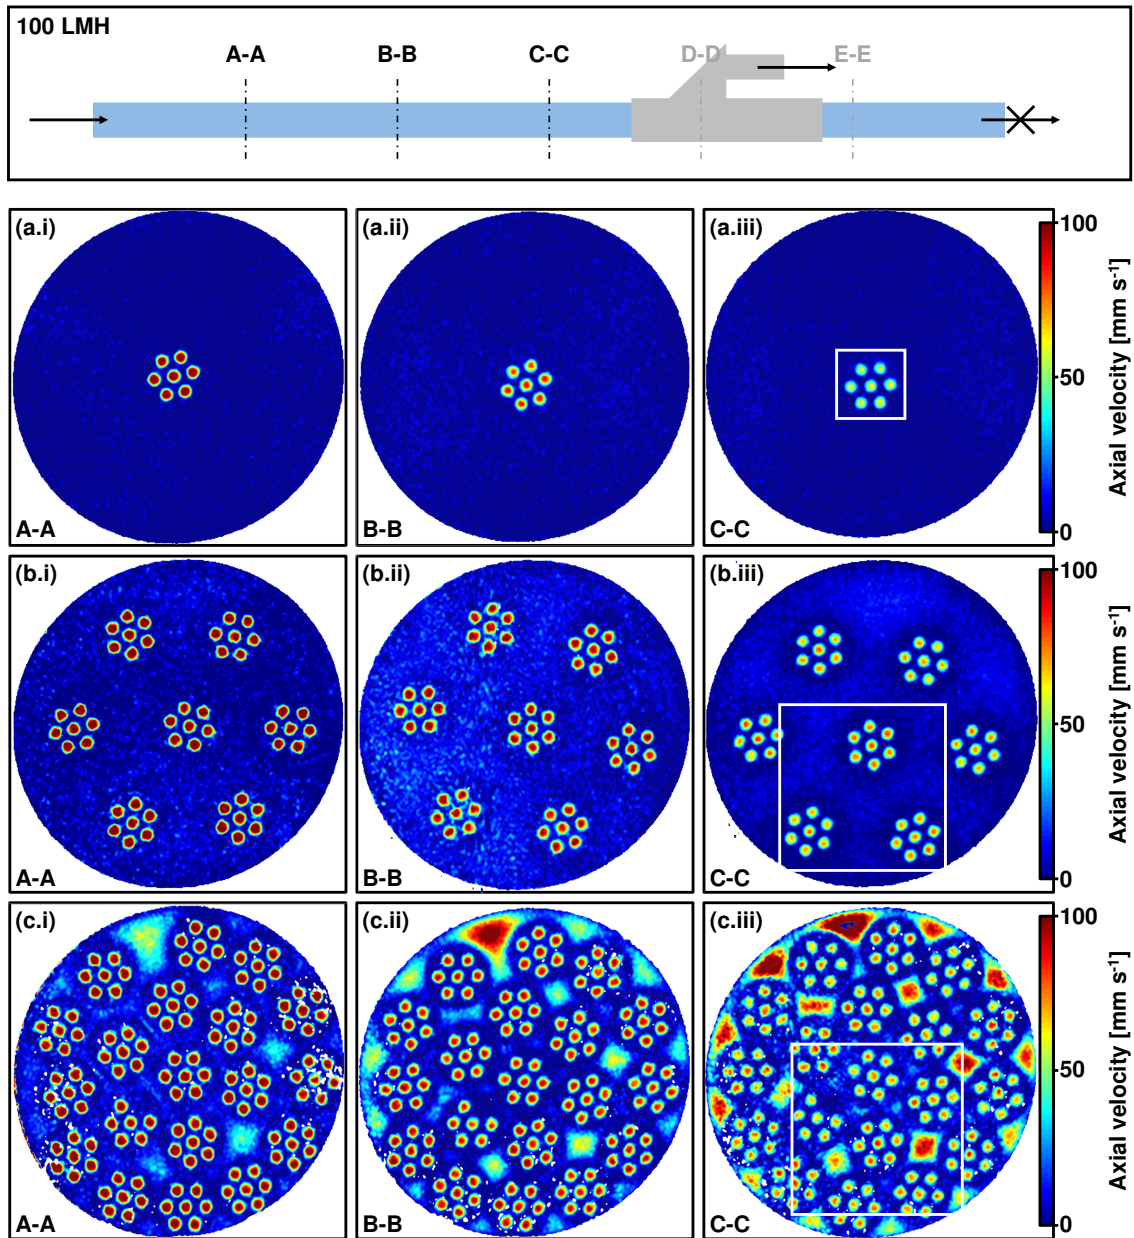 100 LMH
A-A B-B C-C D-D E-E
(a.i) (a.ii) (a.iii)
100
50
0
Axial velocity [mm s⁻¹]
A-A B-B C-C
(b.i) (b.ii) (b.iii)
100
50
0
Axial velocity [mm s⁻¹]
A-A B-B C-C
(c.i) (c.ii) (c.iii)
100
50
0
Axial velocity [mm s⁻¹]
A-A B-B C-C